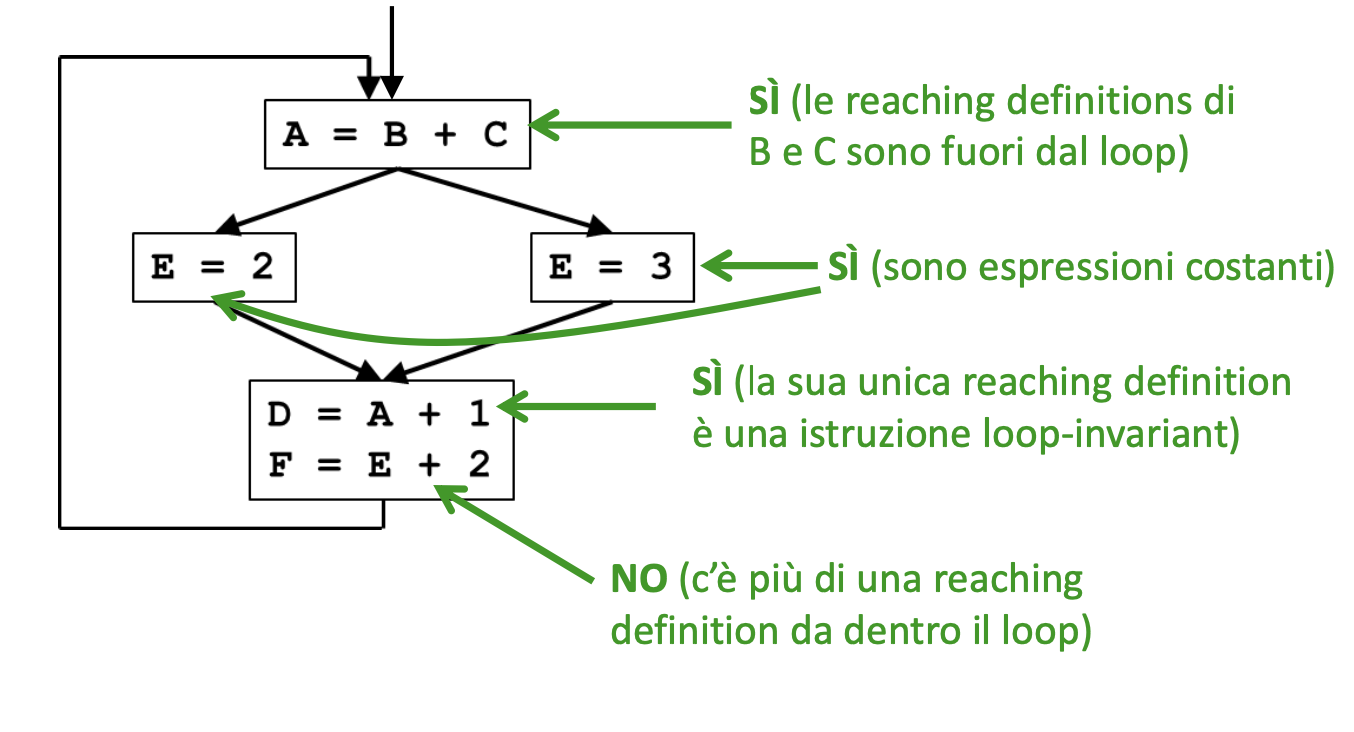 A = B + C
SÌ (le reaching definitions di
B e C sono fuori dal loop)
E = 2
E = 3
SÌ (sono espressioni costanti)
D = A + 1
F = E + 2
SÌ (la sua unica reaching definition
è una istruzione loop-invariant)
NO (c’è più di una reaching
definition da dentro il loop)